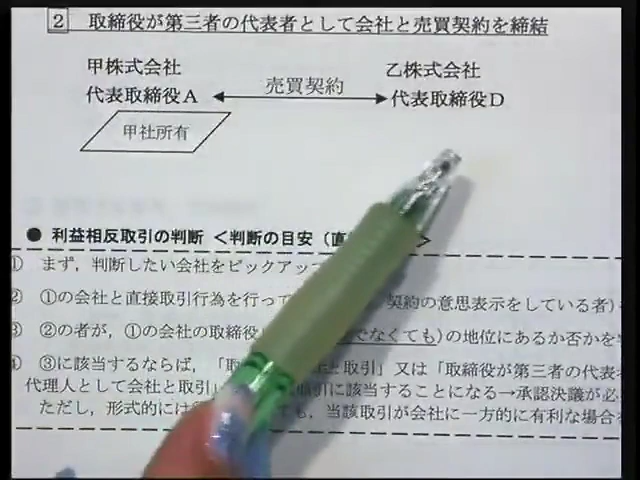 2 取締役が第三者の代表者として会社と売買契約を締結
甲株式会社
乙株式会社
代表取締役A
売買契約
代表取締役D
甲社所有
● 利益相反取引の判断 <判断の目安(直 >
① まず,判断したい会社をピックアッ
② ①の会社と直接取引行為を行って 契約の意思表示をしている者)
③ ②の者が,①の会社の取締役 でなくても)の地位にあるか否かを
③に該当するならば,「取 と取引」又は「取締役が第三者の代表
代理人として会社と取引」 取引に該当することになる→承認決議が必
ただし,形式的には ても,当該取引が会社に一方的に有利な場合